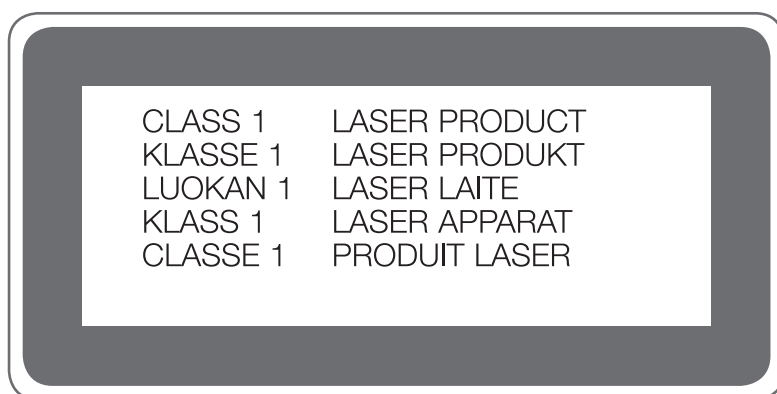 CLASS 1 LASER PRODUCT
KLASSE 1 LASER PRODUKT
LUOKAN 1 LASER LAITE
KLASS 1 LASER APPARAT
CLASSE 1 PRODUIT LASER